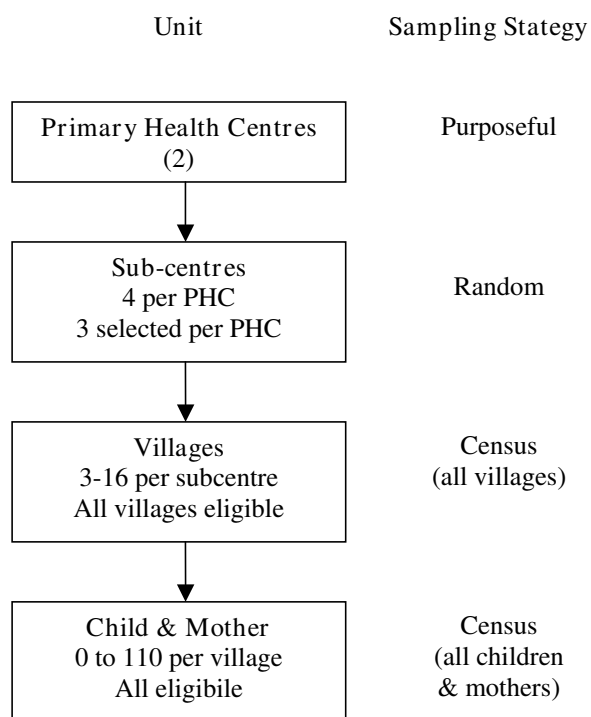 Unit Sampling Stategy
Primary Health Centres
(2)
Purposeful
Sub-centres
4 per PHC
3 selected per PHC
Random
Villages
3-16 per subcentre
All villages eligible
Census
(all villages)
Child & Mother
0 to 110 per village
All eligibile
Census
(all children
& mothers)